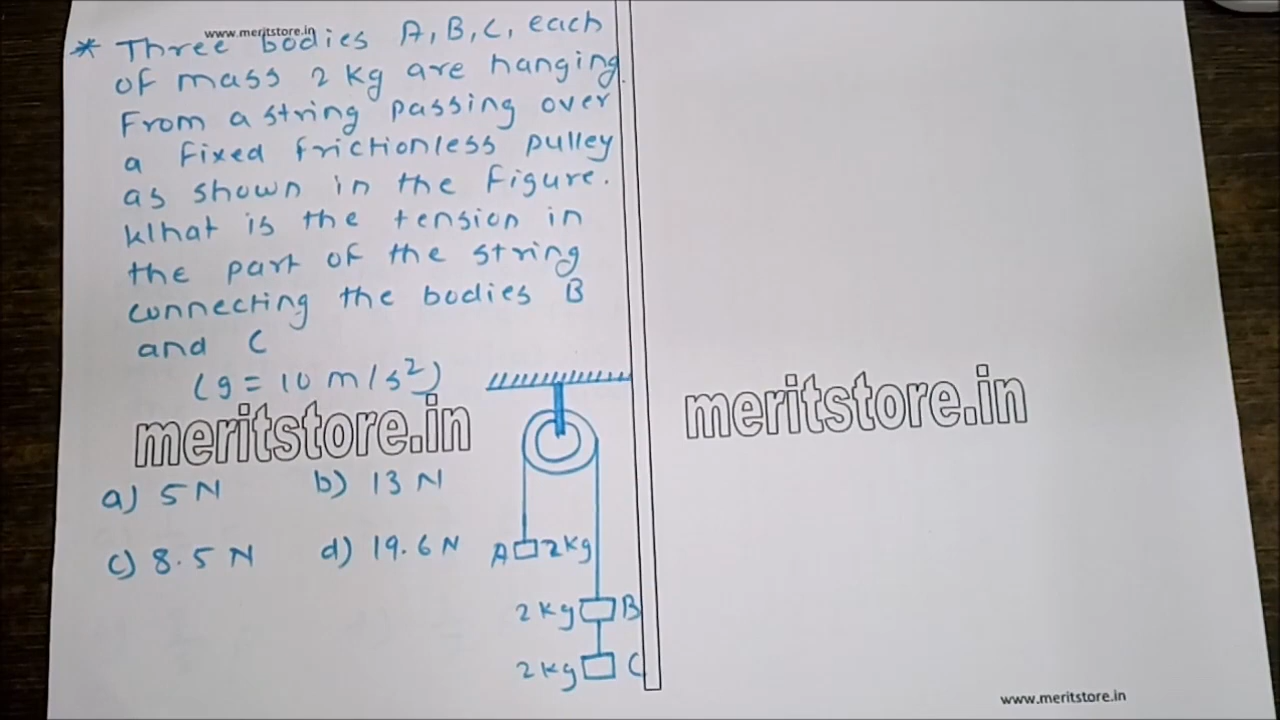 www.meritstore.in
* Three bodies A, B, C, each
of mass 2 kg are hanging
From a string passing over
a fixed frictionless pulley
as shown in the figure.
What is the tension in
the part of the string
connecting the bodies B
and C
(g = 10 m/s²)
meritstore.in
meritstore.in
a) 5 N b) 13 N
c) 8.5 N d) 19.6 N
A 2kg
2kg B
2kg C
www.meritstore.in